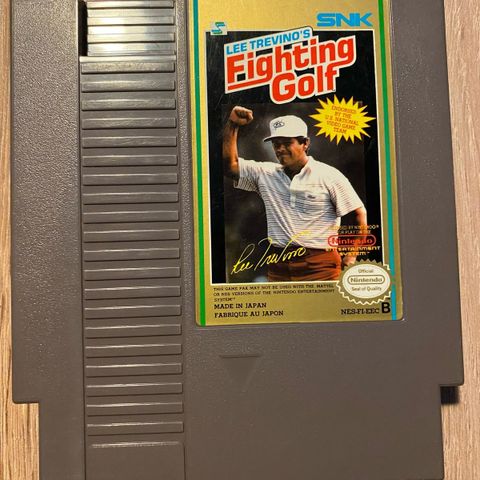 SNK
LEE TREVINO'S
Fighting
Golf
ENDORSED
BY THE
U.S. NATIONAL
VIDEO GAME
TEAM
Lee Trevino
Nintendo
ENTERTAINMENT
SYSTEM
Official
Nintendo
Seal of Quality
THIS GAME PAK MAY NOT BE USED WITH THE MATTEL
OR NES VERSIONS OF THE NINTENDO ENTERTAINMENT
SYSTEM
MADE IN JAPAN
FABRIQUE AU JAPON
NES-FI-EEC B